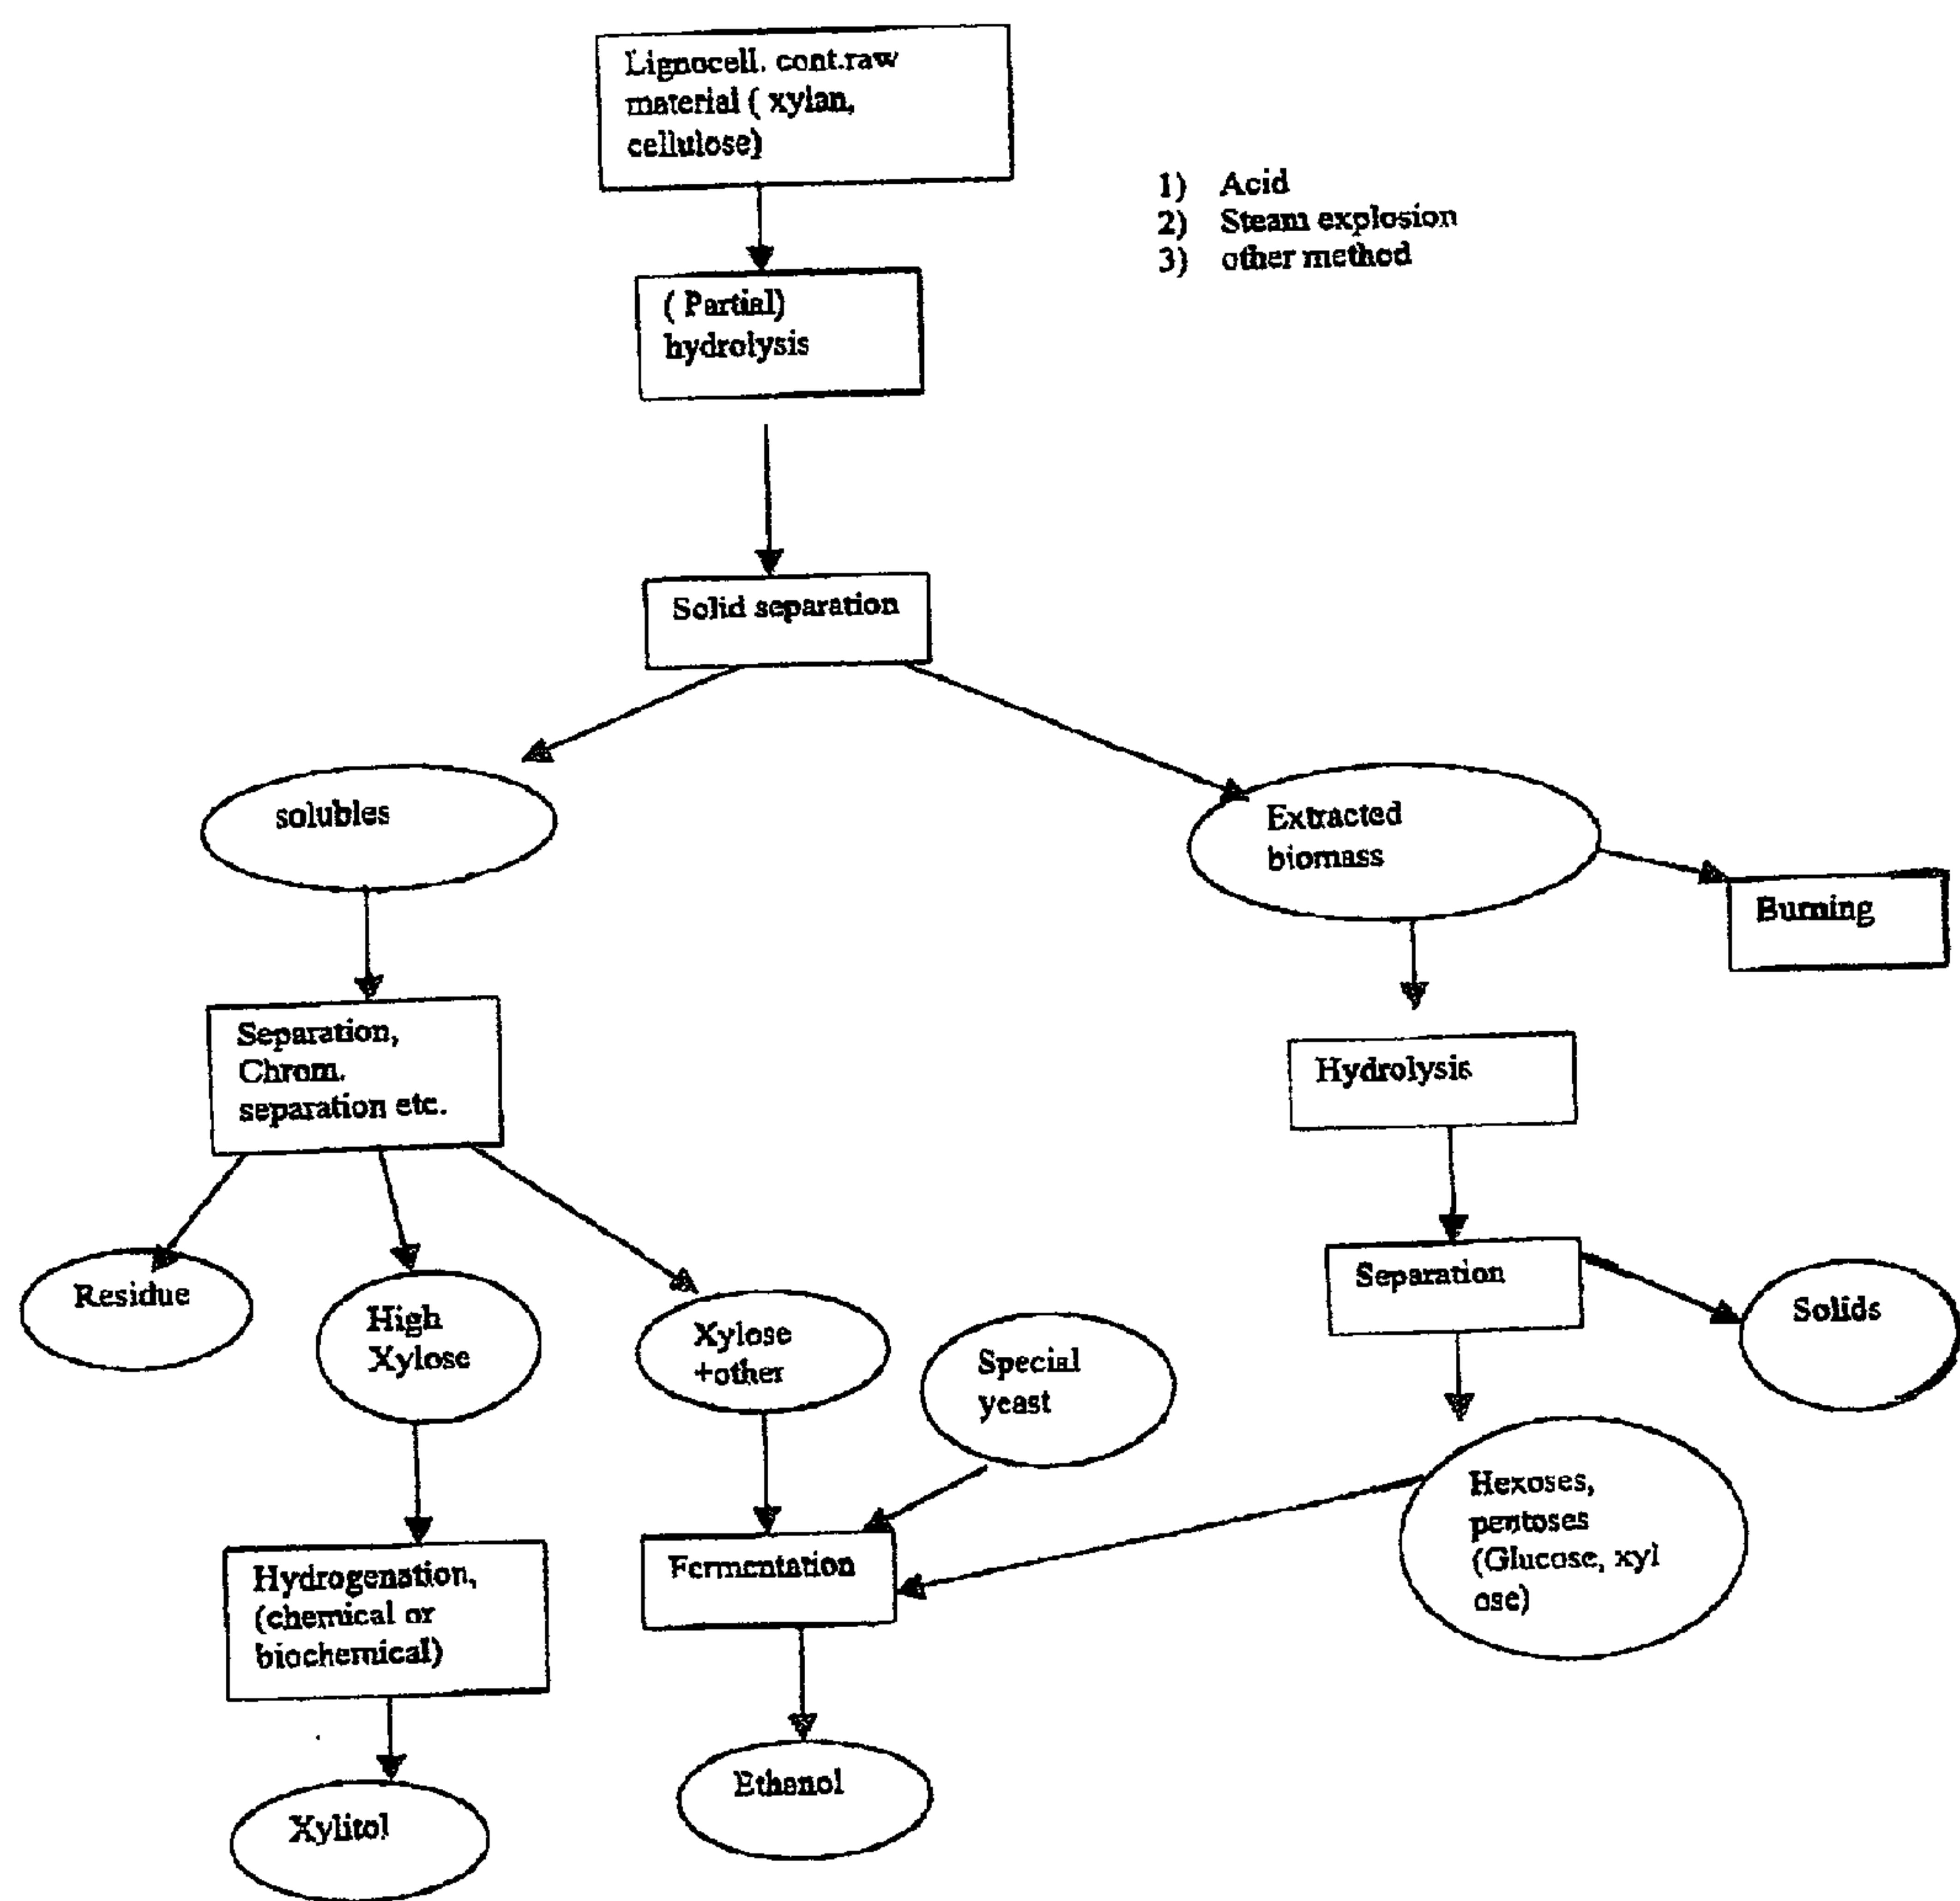 Lignocell. cont.raw
material ( xylan,
cellulose)
1) Acid
2) Steam explosion
3) other method
( Partial)
hydrolysis
Solid separation
solubles
Extracted
biomass
Burning
Separation,
Chrom.
separation etc.
Hydrolysis
Residue
High
Xylose
Xylose
+other
Special
yeast
Separation
Solids
Hydrogenation,
(chemical or
biochemical)
Fermentation
Hexoses,
pentoses
(Glucose, xyl
ose)
Xylitol
Ethanol